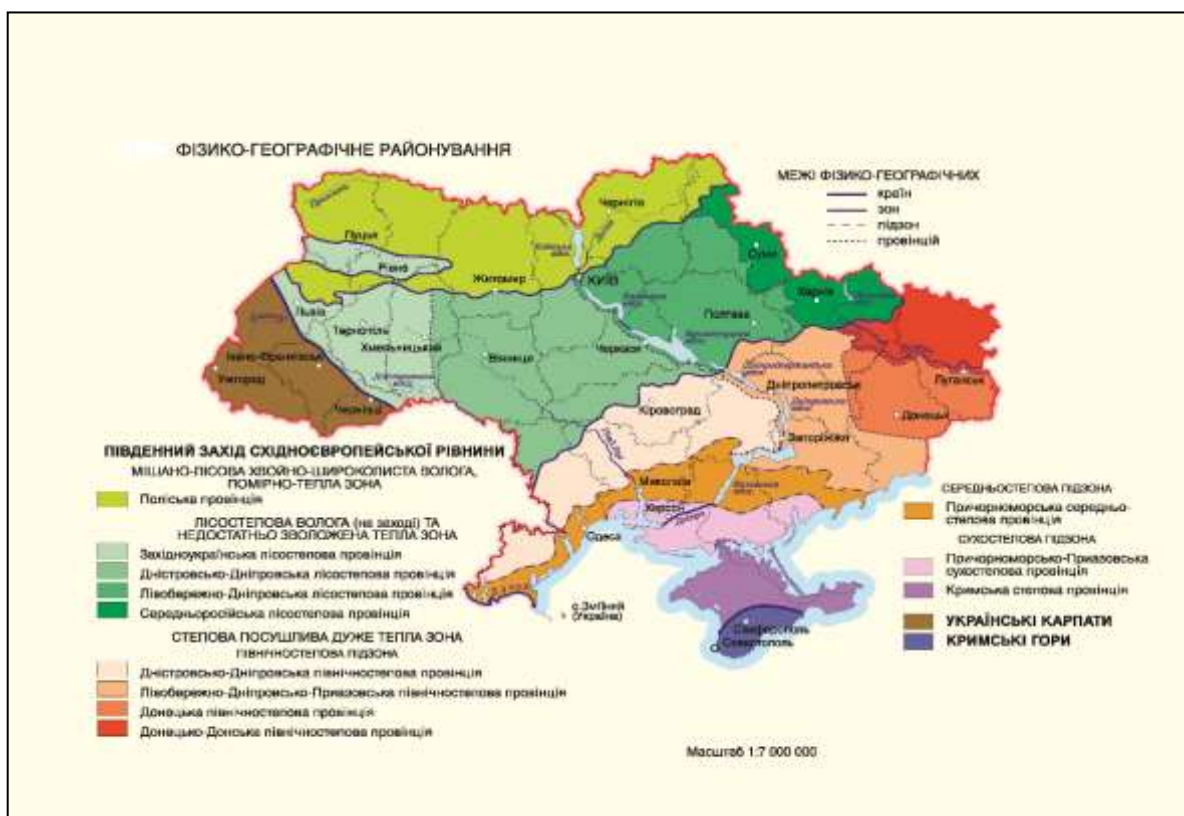 ФІЗИКО-ГЕОГРАФІЧНЕ РАЙОНУВАННЯ
МЕЖІ ФІЗИКО-ГЕОГРАФІЧНИХ
країн
зон
підзон
провінцій
Чернігів
Луцьк
Рівне
Житомир
КИЇВ
Суми
Харків
Львів
Тернопіль
Хмельницький
Вінниця
Черкаси
Полтава
Івано-Франківськ
Ужгород
Чернівці
Кіровоград
Дніпропетровськ
Луганськ
Донецьк
Запоріжжя
Миколаїв
Херсон
Одеса
о.Зміїний
(Україна)
Сімферополь
Севастополь
ПІВДЕННИЙ ЗАХІД СХІДНОЄВРОПЕЙСЬКОЇ РІВНИНИ
МІШАНО-ЛІСОВА ХВОЙНО-ШИРОКОЛИСТА ВОЛОГА,
ПОМІРНО-ТЕПЛА ЗОНА
Поліська провінція
ЛІСОСТЕПОВА ВОЛОГА (на заході) ТА
НЕДОСТАТНЬО ЗВОЛОЖЕНА ТЕПЛА ЗОНА
Західноукраїнська лісостепова провінція
Дністровсько-Дніпровська лісостепова провінція
Лівобережно-Дніпровська лісостепова провінція
Середньоросійська лісостепова провінція
СТЕПОВА ПОСУШЛИВА ДУЖЕ ТЕПЛА ЗОНА
ПІВНІЧНОСТЕПОВА ПІДЗОНА
Дністровсько-Дніпровська північностепова провінція
Лівобережно-Дніпровсько-Приазовська північностепова провінція
Донецька північностепова провінція
Донецько-Донська північностепова провінція
СЕРЕДНЬОСТЕПОВА ПІДЗОНА
Причорноморська середньо-
степова провінція
СУХОСТЕПОВА ПІДЗОНА
Причорноморсько-Приазовська
сухостепова провінція
Кримська степова провінція
УКРАЇНСЬКІ КАРПАТИ
КРИМСЬКІ ГОРИ
Масштаб 1:7 000 000